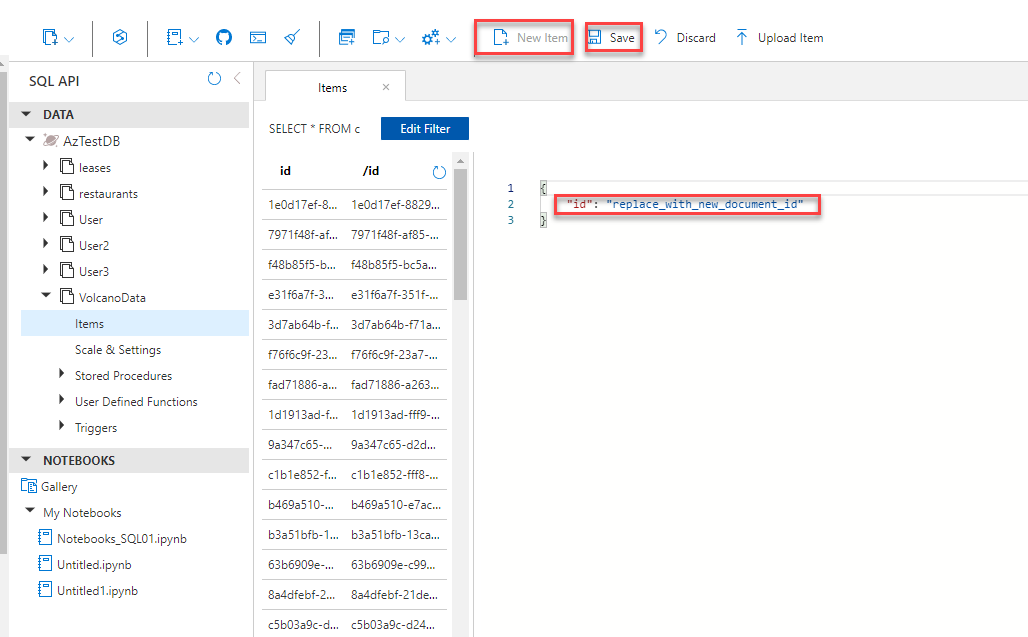 New Item Save Discard Upload Item
SQL API
DATA
AzTestDB
leases
restaurants
User
User2
User3
VolcanoData
Items
Scale & Settings
Stored Procedures
User Defined Functions
Triggers
NOTEBOOKS
Gallery
My Notebooks
Notebooks_SQL01.ipynb
Untitled.ipynb
Untitled1.ipynb
Items
SELECT * FROM c Edit Filter
id /id
1e0d17ef-8... 1e0d17ef-8829...
7971f48f-af... 7971f48f-af85-...
f48b85f5-b... f48b85f5-bc5a...
e31f6a7f-3... e31f6a7f-351f-...
3d7ab64b-f... 3d7ab64b-f71a...
f76f6c9f-23... f76f6c9f-23a7-...
fad71886-a... fad71886-a263...
1d1913ad-f... 1d1913ad-fff9-...
9a347c65-... 9a347c65-d2d...
c1b1e852-f... c1b1e852-fff8-...
b469a510-... b469a510-e7ac...
b3a51bfb-1... b3a51bfb-13ca...
63b6909e-... 63b6909e-c99...
8a4dfebf-2... 8a4dfebf-21de...
c5b03a9c-d... c5b03a9c-d24...
1 {
2 "id": "replace_with_new_document_id"
3 }